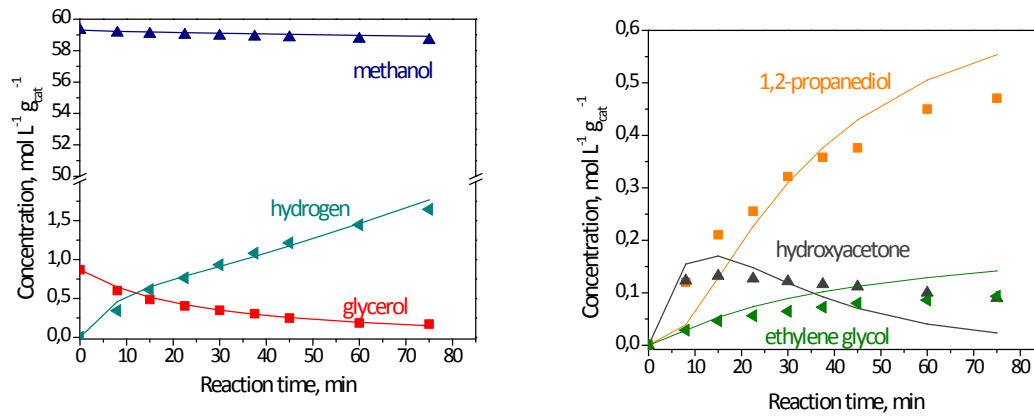 60
58
56
54
52
50
1,5
1,0
0,5
0,0
Concentration, mol L⁻¹ g_cat⁻¹
methanol
hydrogen
glycerol
0 10 20 30 40 50 60 70 80
Reaction time, min
0,6
0,5
0,4
0,3
0,2
0,1
0,0
Concentration, mol L⁻¹ g_cat⁻¹
1,2-propanediol
hydroxyacetone
ethylene glycol
0 10 20 30 40 50 60 70 80
Reaction time, min